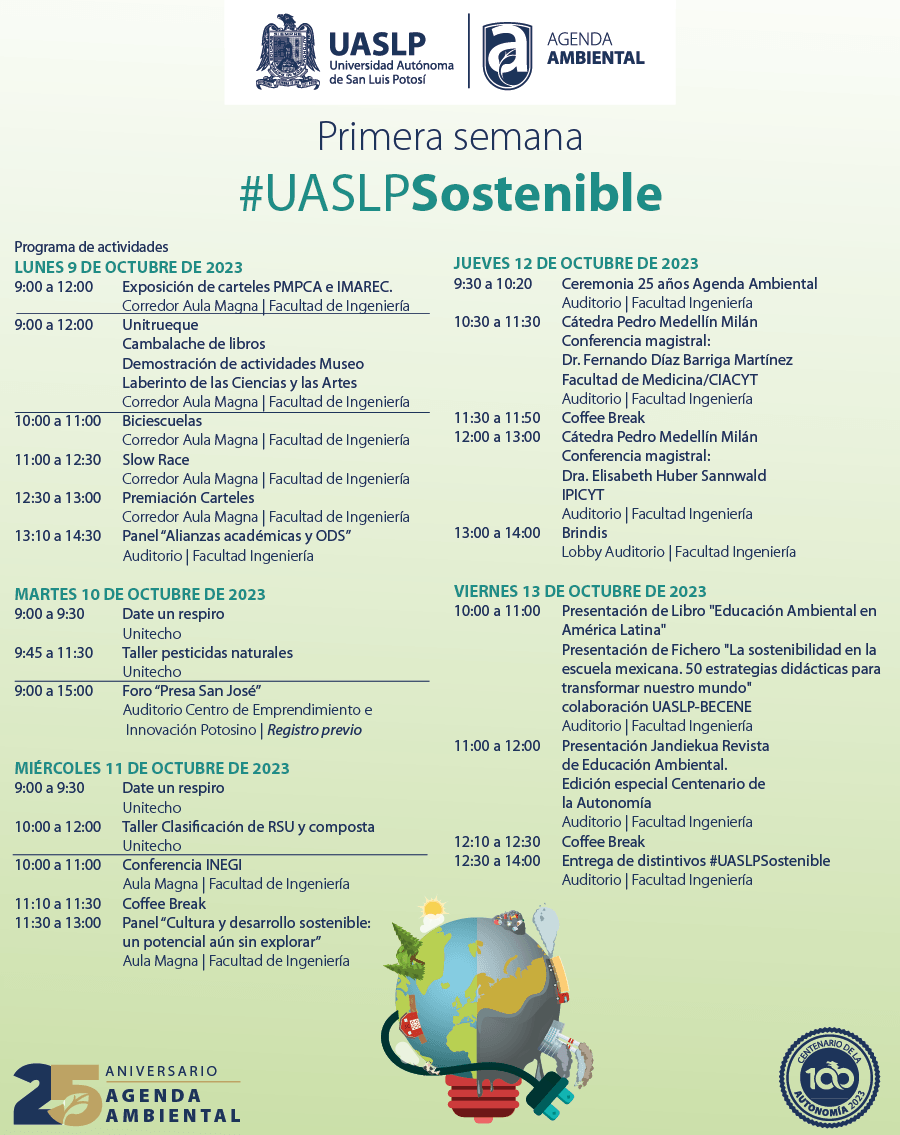 UASLP
Universidad Autónoma
de San Luis Potosí
AGENDA
AMBIENTAL
Primera semana
#UASLPSostenible
Programa de actividades
LUNES 9 DE OCTUBRE DE 2023
9:00 a 12:00 Exposición de carteles PMPCA e IMAREC.
Corredor Aula Magna | Facultad de Ingeniería
9:00 a 12:00 Unitrueque
Cambalache de libros
Demostración de actividades Museo
Laberinto de las Ciencias y las Artes
Corredor Aula Magna | Facultad de Ingeniería
10:00 a 11:00 Biciescuelas
Corredor Aula Magna | Facultad de Ingeniería
11:00 a 12:30 Slow Race
Corredor Aula Magna | Facultad de Ingeniería
12:30 a 13:00 Premiación Carteles
Corredor Aula Magna | Facultad de Ingeniería
13:10 a 14:30 Panel “Alianzas académicas y ODS”
Auditorio | Facultad Ingeniería
MARTES 10 DE OCTUBRE DE 2023
9:00 a 9:30 Date un respiro
Unitecho
9:45 a 11:30 Taller pesticidas naturales
Unitecho
9:00 a 15:00 Foro “Presa San José”
Auditorio Centro de Emprendimiento e
Innovación Potosino | Registro previo
MIÉRCOLES 11 DE OCTUBRE DE 2023
9:00 a 9:30 Date un respiro
Unitecho
10:00 a 12:00 Taller Clasificación de RSU y composta
Unitecho
10:00 a 11:00 Conferencia INEGI
Aula Magna | Facultad de Ingeniería
11:10 a 11:30 Coffee Break
11:30 a 13:00 Panel “Cultura y desarrollo sostenible:
un potencial aún sin explorar”
Aula Magna | Facultad de Ingeniería
JUEVES 12 DE OCTUBRE DE 2023
9:30 a 10:20 Ceremonia 25 años Agenda Ambiental
Auditorio | Facultad Ingeniería
10:30 a 11:30 Cátedra Pedro Medellín Milán
Conferencia magistral:
Dr. Fernando Díaz Barriga Martínez
Facultad de Medicina/CIACYT
Auditorio | Facultad Ingeniería
11:30 a 11:50 Coffee Break
12:00 a 13:00 Cátedra Pedro Medellín Milán
Conferencia magistral:
Dra. Elisabeth Huber Sannwald
IPICYT
Auditorio | Facultad Ingeniería
13:00 a 14:00 Brindis
Lobby Auditorio | Facultad Ingeniería
VIERNES 13 DE OCTUBRE DE 2023
10:00 a 11:00 Presentación de Libro "Educación Ambiental en
América Latina"
Presentación de Fichero "La sostenibilidad en la
escuela mexicana. 50 estrategias didácticas para
transformar nuestro mundo"
colaboración UASLP-BECENE
Auditorio | Facultad Ingeniería
11:00 a 12:00 Presentación Jandiekua Revista
de Educación Ambiental.
Edición especial Centenario de
la Autonomía
Auditorio | Facultad Ingeniería
12:10 a 12:30 Coffee Break
12:30 a 14:00 Entrega de distintivos #UASLPSostenible
Auditorio | Facultad Ingeniería
25 ANIVERSARIO
AGENDA
AMBIENTAL
CENTENARIO DE LA
100
AUTONOMÍA 2023